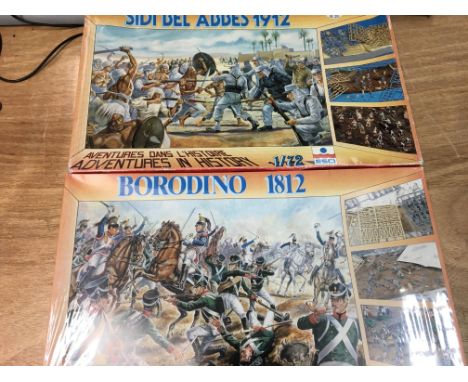 SIDI BEL ABBES 1912
AVENTURES DANS L'HISTOIRE
ADVENTURES IN HISTORY
1/72
ESCI
BORODINO 1812